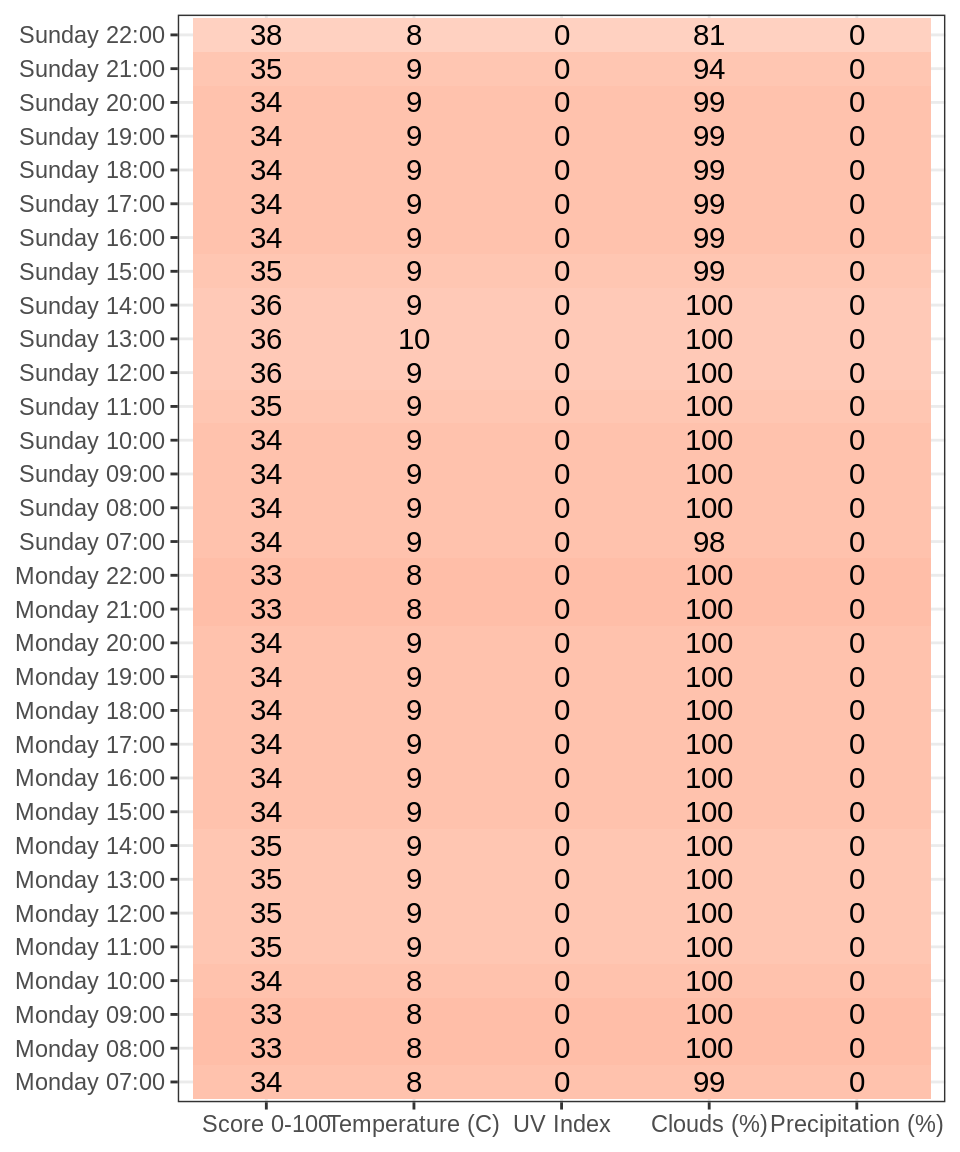 Sunday 22:00 38 8 0 81 0
Sunday 21:00 35 9 0 94 0
Sunday 20:00 34 9 0 99 0
Sunday 19:00 34 9 0 99 0
Sunday 18:00 34 9 0 99 0
Sunday 17:00 34 9 0 99 0
Sunday 16:00 34 9 0 99 0
Sunday 15:00 35 9 0 99 0
Sunday 14:00 36 9 0 100 0
Sunday 13:00 36 10 0 100 0
Sunday 12:00 36 9 0 100 0
Sunday 11:00 35 9 0 100 0
Sunday 10:00 34 9 0 100 0
Sunday 09:00 34 9 0 100 0
Sunday 08:00 34 9 0 100 0
Sunday 07:00 34 9 0 98 0
Monday 22:00 33 8 0 100 0
Monday 21:00 33 8 0 100 0
Monday 20:00 34 9 0 100 0
Monday 19:00 34 9 0 100 0
Monday 18:00 34 9 0 100 0
Monday 17:00 34 9 0 100 0
Monday 16:00 34 9 0 100 0
Monday 15:00 34 9 0 100 0
Monday 14:00 35 9 0 100 0
Monday 13:00 35 9 0 100 0
Monday 12:00 35 9 0 100 0
Monday 11:00 35 9 0 100 0
Monday 10:00 34 8 0 100 0
Monday 09:00 33 8 0 100 0
Monday 08:00 33 8 0 100 0
Monday 07:00 34 8 0 99 0
Score 0-100 Temperature (C) UV Index Clouds (%) Precipitation (%)